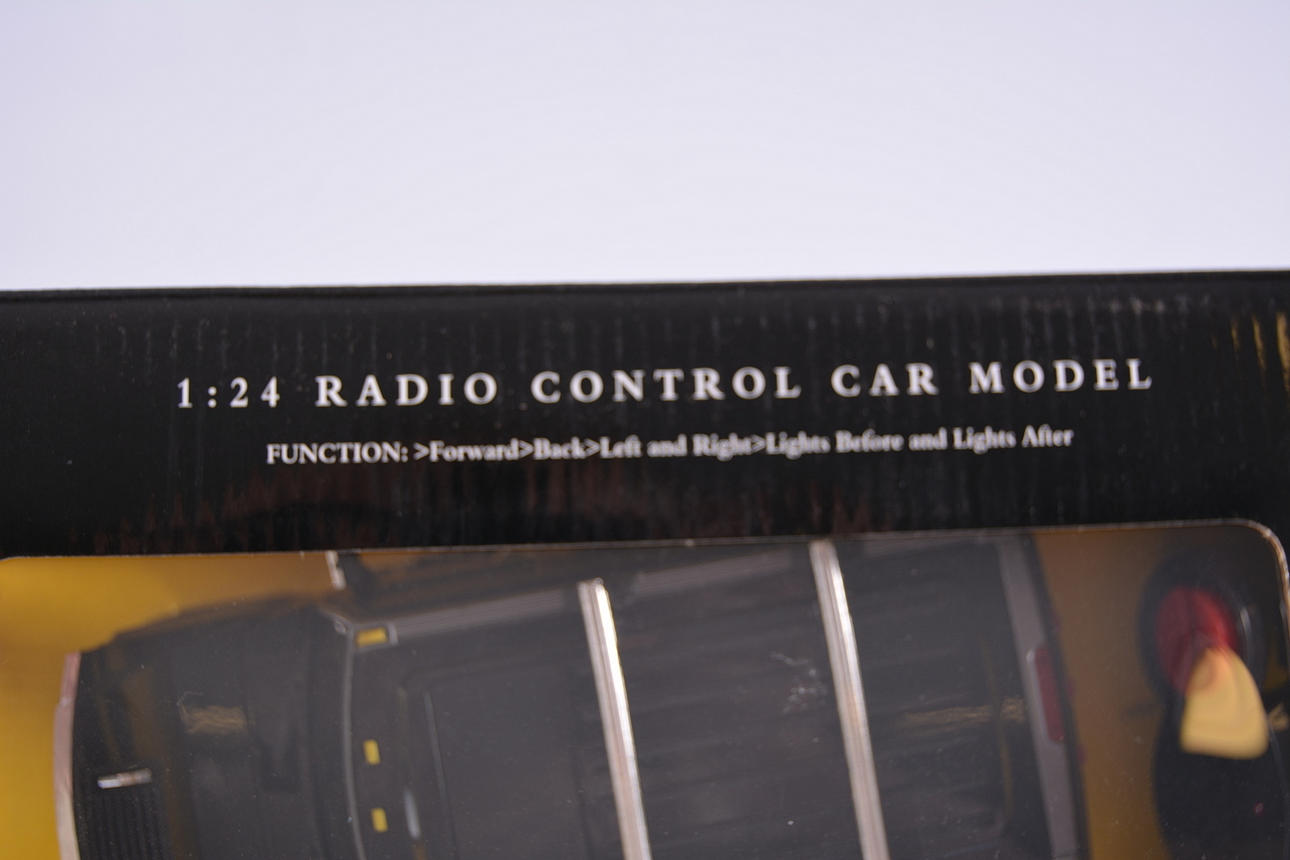 1:24 RADIO CONTROL CAR MODEL
FUNCTION: >Forward>Back>Left and Right>Lights Before and Lights After